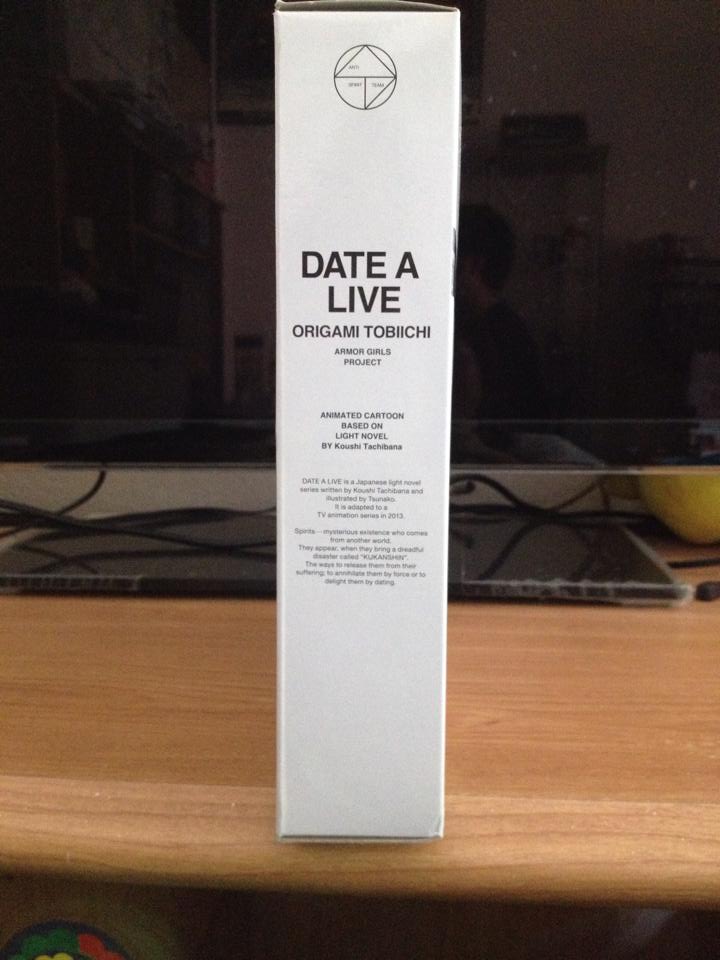 ANTI
SPIRIT TEAM
DATE A
LIVE
ORIGAMI TOBIICHI
ARMOR GIRLS
PROJECT
ANIMATED CARTOON
BASED ON
LIGHT NOVEL
BY Koushi Tachibana
DATE A LIVE is a Japanese light novel
series written by Koushi Tachibana and
illustrated by Tsunako.
It is adapted to a
TV animation series in 2013.
Spirits—mysterious existence who comes
from another world.
They appear, when they bring a dreadful
disaster called "KUKANSHIN".
The ways to release them from their
suffering; to annihilate them by force or to
delight them by dating.